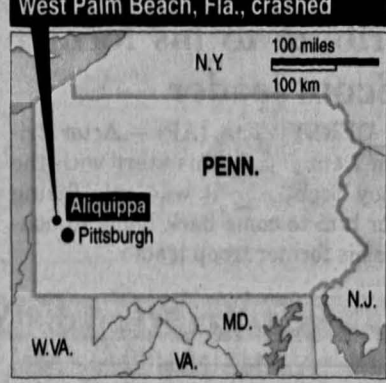 West Palm Beach, Fla., crashed
N.Y.
100 miles
100 km
PENN.
Aliquippa
Pittsburgh
N.J.
MD.
W.VA.
VA.